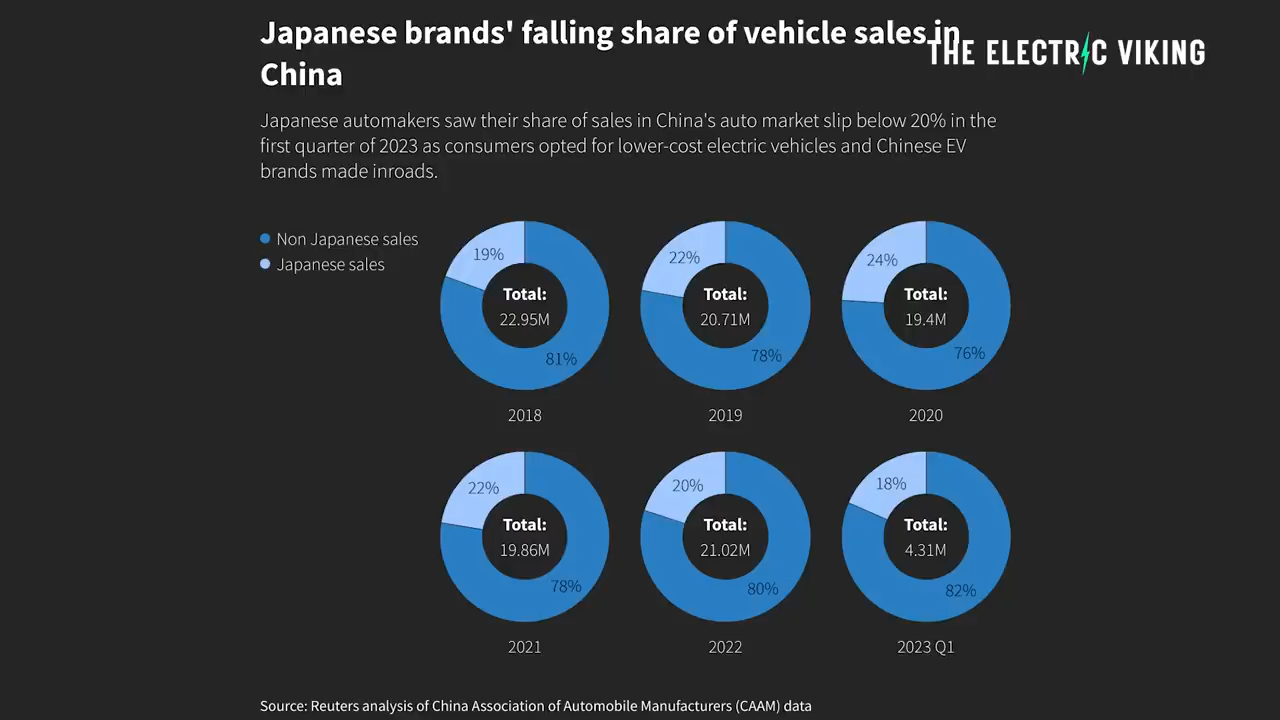 Japanese brands' falling share of vehicle sales in
China
THE ELECTRIC VIKING
Japanese automakers saw their share of sales in China's auto market slip below 20% in the
first quarter of 2023 as consumers opted for lower-cost electric vehicles and Chinese EV
brands made inroads.
Non Japanese sales
Japanese sales
19%
Total:
22.95M
81%
2018
22%
Total:
20.71M
78%
2019
24%
Total:
19.4M
76%
2020
22%
Total:
19.86M
78%
2021
20%
Total:
21.02M
80%
2022
18%
Total:
4.31M
82%
2023 Q1
Source: Reuters analysis of China Association of Automobile Manufacturers (CAAM) data